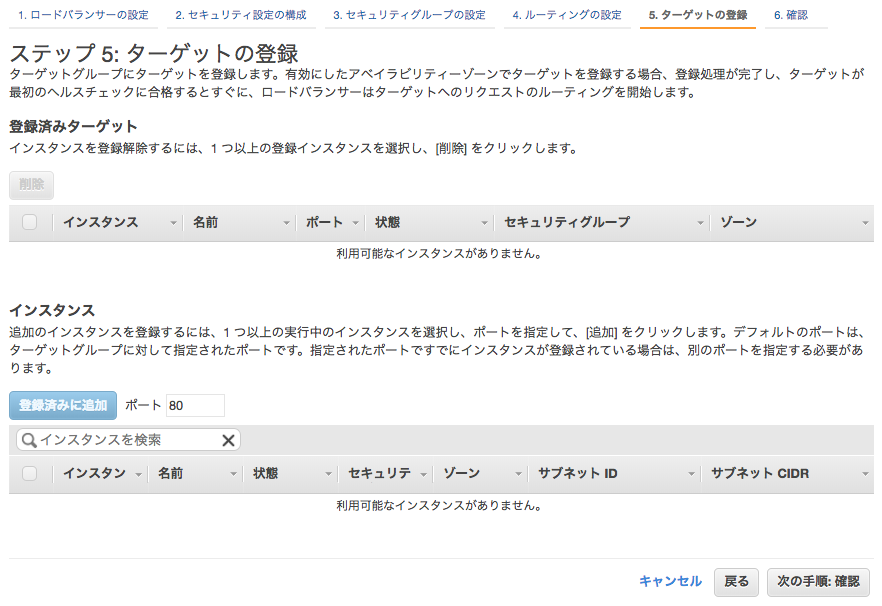 1. ロードバランサーの設定 2. セキュリティ設定の構成 3. セキュリティグループの設定 4. ルーティングの設定 5. ターゲットの登録 6. 確認
ステップ 5: ターゲットの登録
ターゲットグループにターゲットを登録します。有効にしたアベイラビリティーゾーンでターゲットを登録する場合、登録処理が完了し、ターゲットが
最初のヘルスチェックに合格するとすぐに、ロードバランサーはターゲットへのリクエストのルーティングを開始します。
登録済みターゲット
インスタンスを登録解除するには、1 つ以上の登録インスタンスを選択し、[削除] をクリックします。
削除
インスタンス 名前 ポート 状態 セキュリティグループ ゾーン
利用可能なインスタンスがありません。
インスタンス
追加のインスタンスを登録するには、1 つ以上の実行中のインスタンスを選択し、ポートを指定して、[追加] をクリックします。デフォルトのポートは、
ターゲットグループに対して指定されたポートです。指定されたポートですでにインスタンスが登録されている場合は、別のポートを指定する必要があ
ります。
登録済みに追加 ポート 80
インスタンスを検索
インスタン 名前 状態 セキュリテ ゾーン サブネット ID サブネット CIDR
利用可能なインスタンスがありません。
キャンセル 戻る 次の手順: 確認